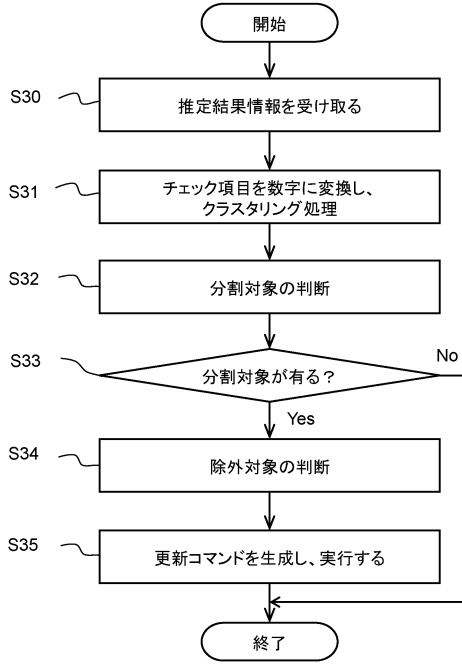 開始
S30
推定結果情報を受け取る
S31
チェック項目を数字に変換し、
クラスタリング処理
S32
分割対象の判断
S33
分割対象が有る？
No
Yes
S34
除外対象の判断
S35
更新コマンドを生成し、実行する
終了